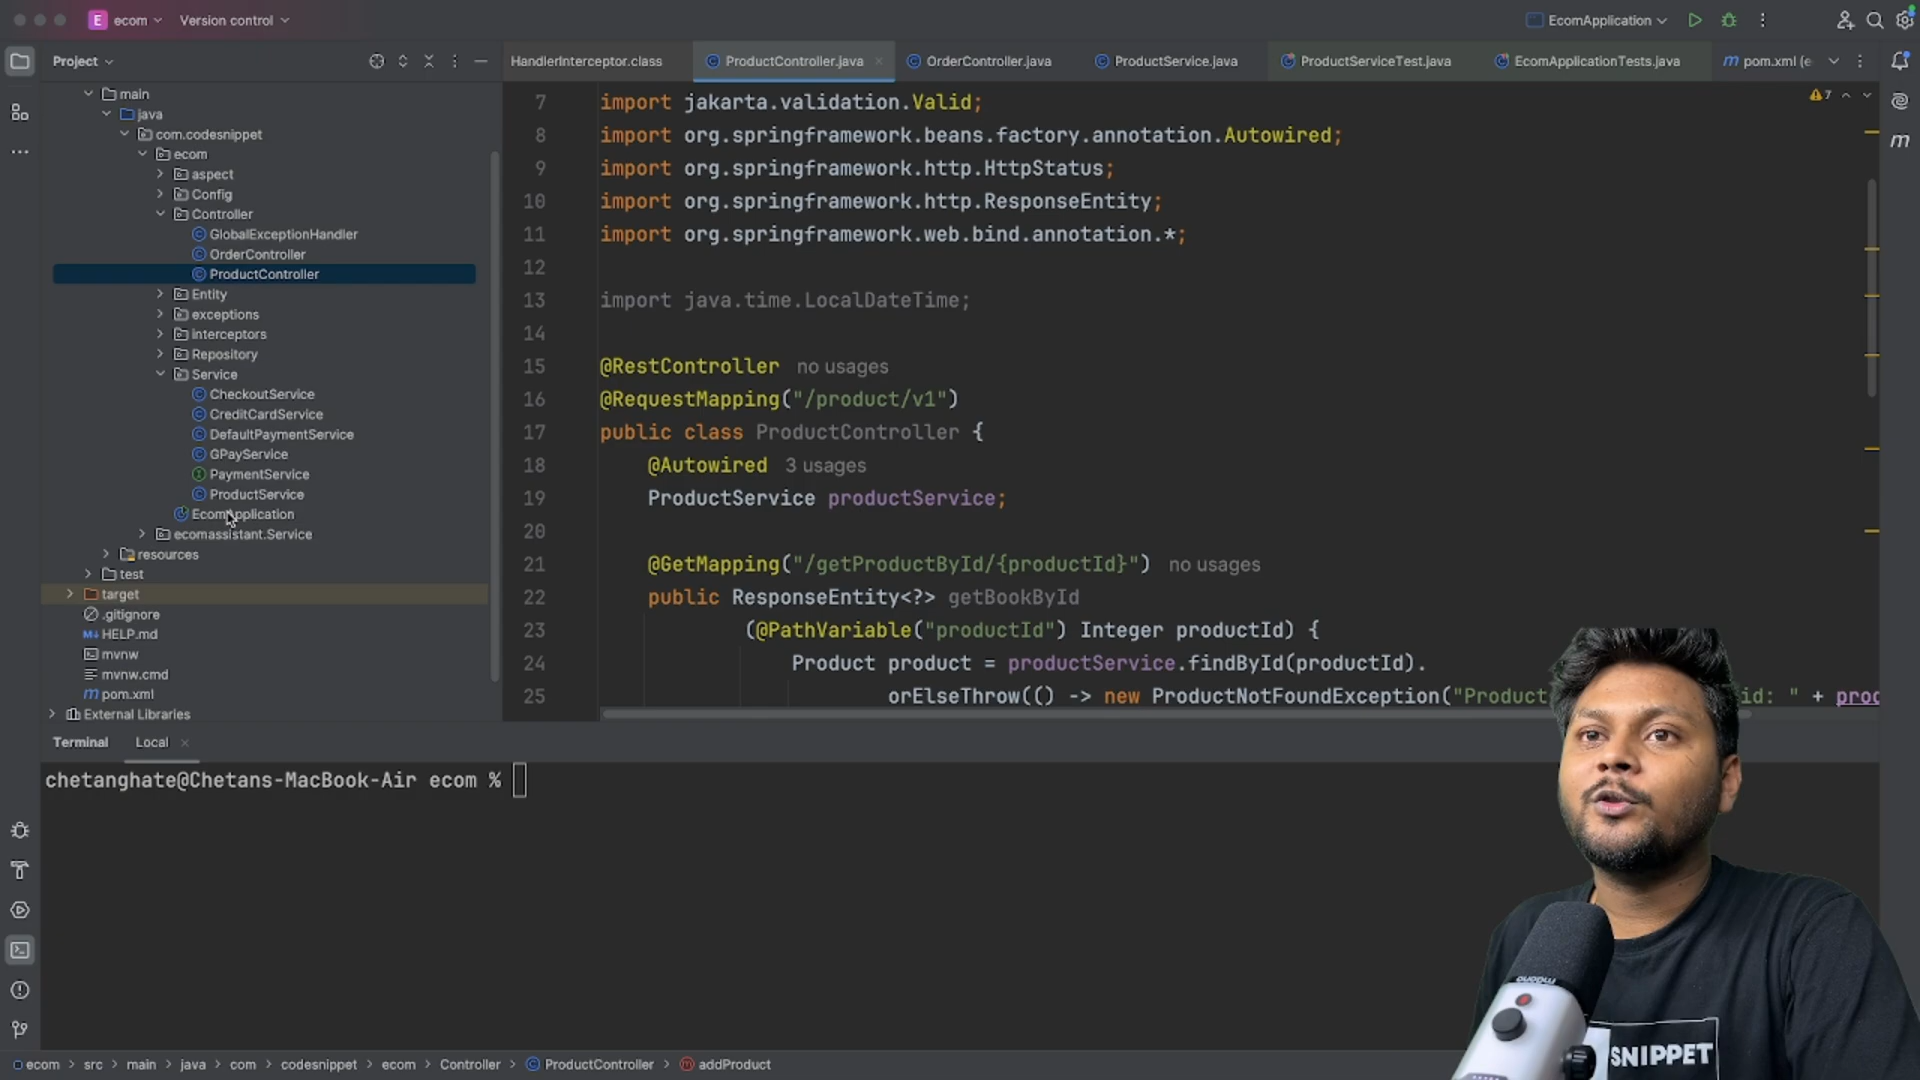 E ecom Version control EcomApplication
Project
HandlerInterceptor.class ProductController.java OrderController.java ProductService.java ProductServiceTest.java EcomApplicationTests.java pom.xml (e
main
java
com.codesnippet
ecom
aspect
Config
Controller
GlobalExceptionHandler
OrderController
ProductController
Entity
exceptions
interceptors
Repository
Service
CheckoutService
CreditCardService
DefaultPaymentService
GPayService
PaymentService
ProductService
EcomApplication
ecomassistant.Service
resources
test
target
.gitignore
HELP.md
mvnw
mvnw.cmd
pom.xml
External Libraries
7
7 import jakarta.validation.Valid;
8 import org.springframework.beans.factory.annotation.Autowired;
9 import org.springframework.http.HttpStatus;
10 import org.springframework.http.ResponseEntity;
11 import org.springframework.web.bind.annotation.*;
12
13 import java.time.LocalDateTime;
14
15 @RestController no usages
16 @RequestMapping("/product/v1")
17 public class ProductController {
18 @Autowired 3 usages
19 ProductService productService;
20
21 @GetMapping("/getProductById/{productId}") no usages
22 public ResponseEntity<?> getBookById
23 (@PathVariable("productId") Integer productId) {
24 Product product = productService.findById(productId).
25 orElseThrow(() -> new ProductNotFoundException("Product id: " + prod
Terminal Local
chetanghate@Chetans-MacBook-Air ecom %
ecom > src > main > java > com > codesnippet > ecom > Controller > ProductController > addProduct
SNIPPET